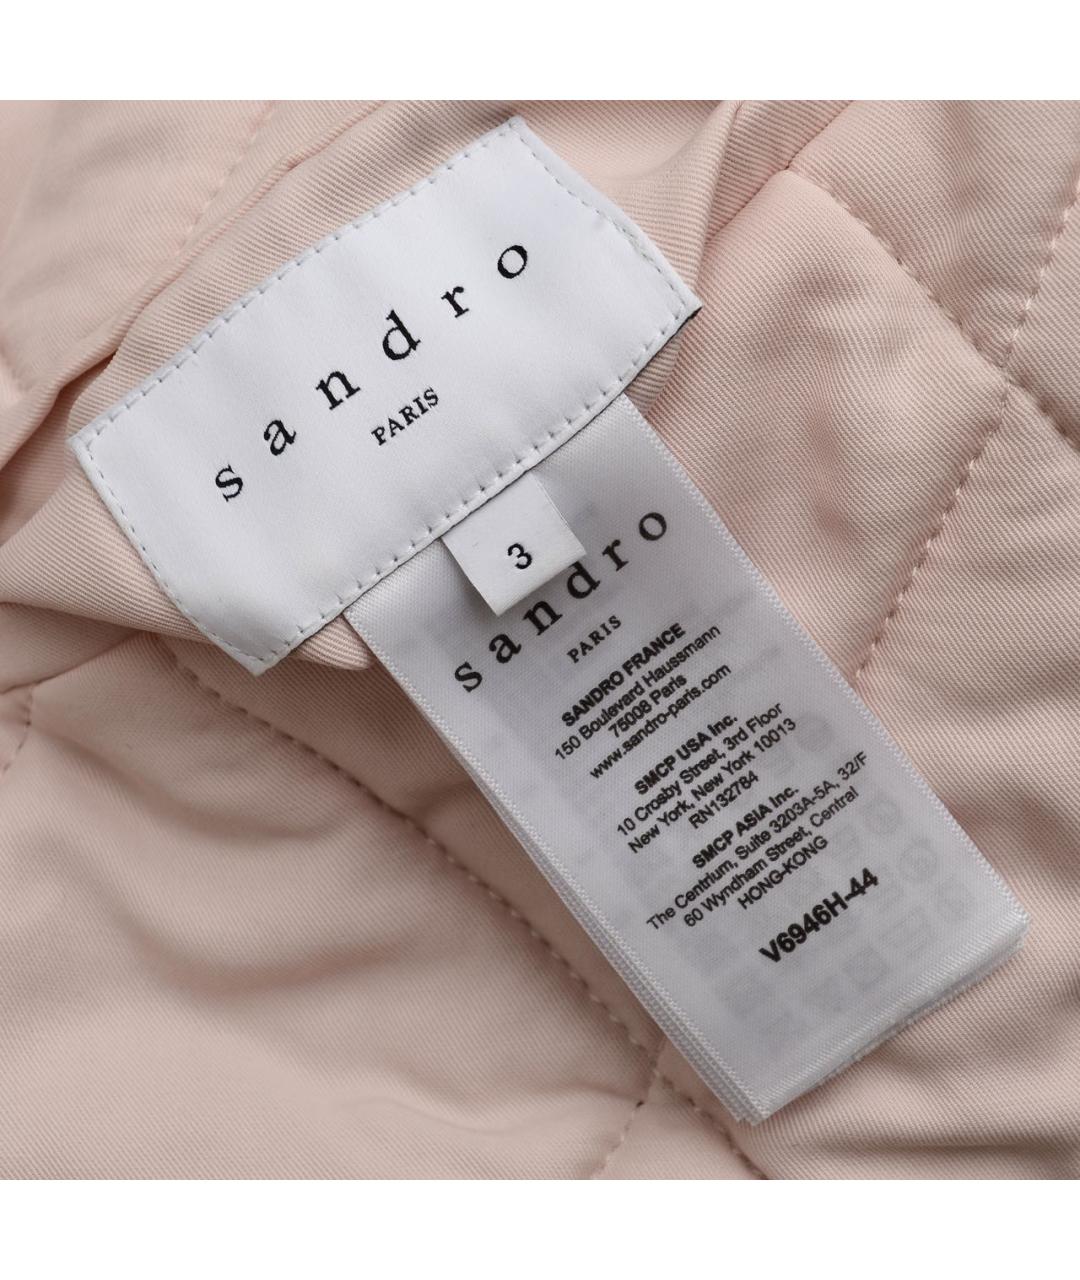 sandro
PARIS
3
sandro
PARIS
SANDRO FRANCE
150 Boulevard Haussmann
75008 Paris
www.sandro-paris.com
SMCP USA Inc.
10 Crosby Street, 3rd Floor
New York, New York 10013
RN132784
SMCP ASIA Inc.
The Centrium, Suite 3203A-5A, 32/F
60 Wyndham Street, Central
HONG-KONG
V6946H-44